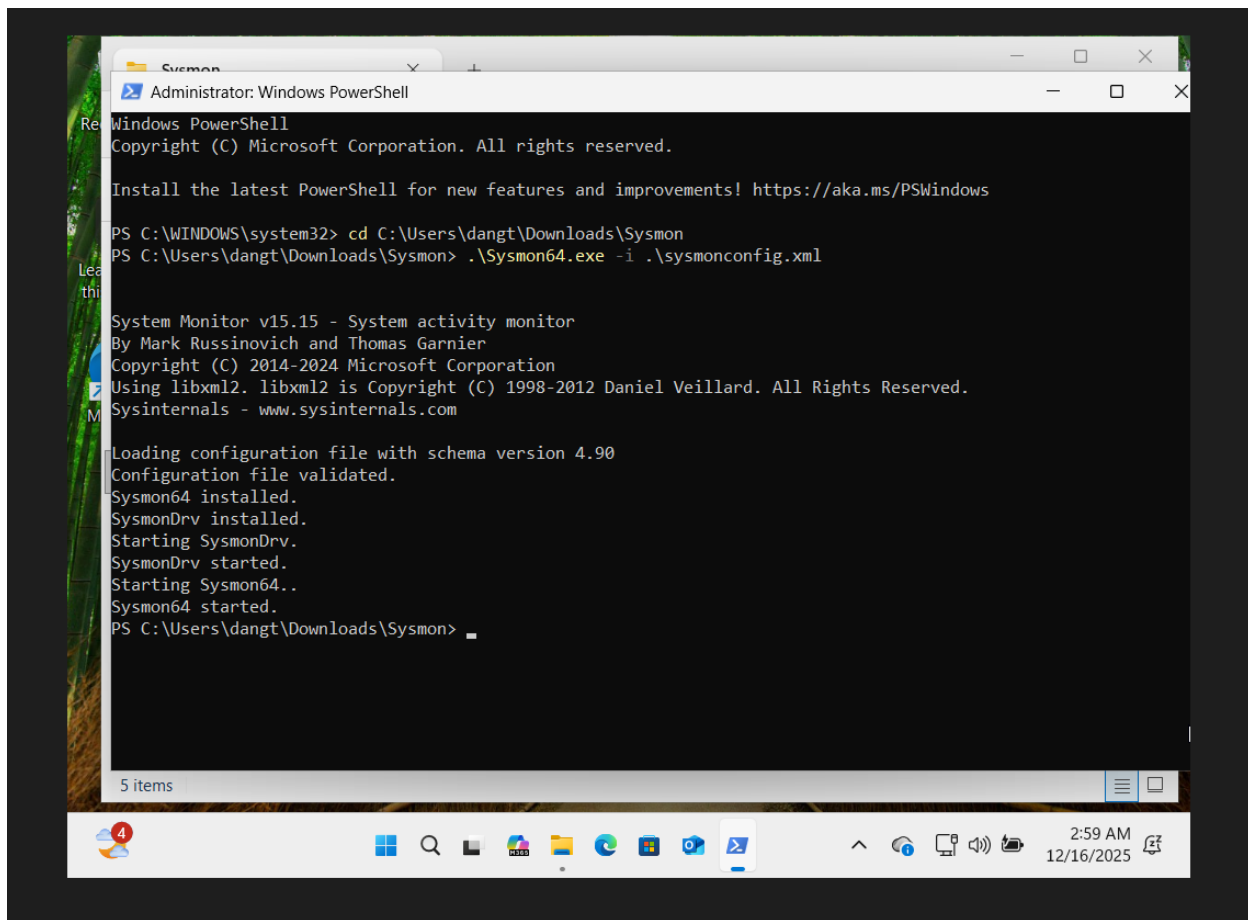 Sysmon
Administrator: Windows PowerShell
Re
Windows PowerShell
Copyright (C) Microsoft Corporation. All rights reserved.
Install the latest PowerShell for new features and improvements! https://aka.ms/PSWindows
PS C:\WINDOWS\system32> cd C:\Users\dangt\Downloads\Sysmon
PS C:\Users\dangt\Downloads\Sysmon> .\Sysmon64.exe -i .\sysmonconfig.xml
Lea
thi
System Monitor v15.15 - System activity monitor
By Mark Russinovich and Thomas Garnier
Copyright (C) 2014-2024 Microsoft Corporation
Using libxml2. libxml2 is Copyright (C) 1998-2012 Daniel Veillard. All Rights Reserved.
M
Sysinternals - www.sysinternals.com
Loading configuration file with schema version 4.90
Configuration file validated.
Sysmon64 installed.
SysmonDrv installed.
Starting SysmonDrv.
SysmonDrv started.
Starting Sysmon64..
Sysmon64 started.
PS C:\Users\dangt\Downloads\Sysmon>
5 items
4
M365
2:59 AM
12/16/2025